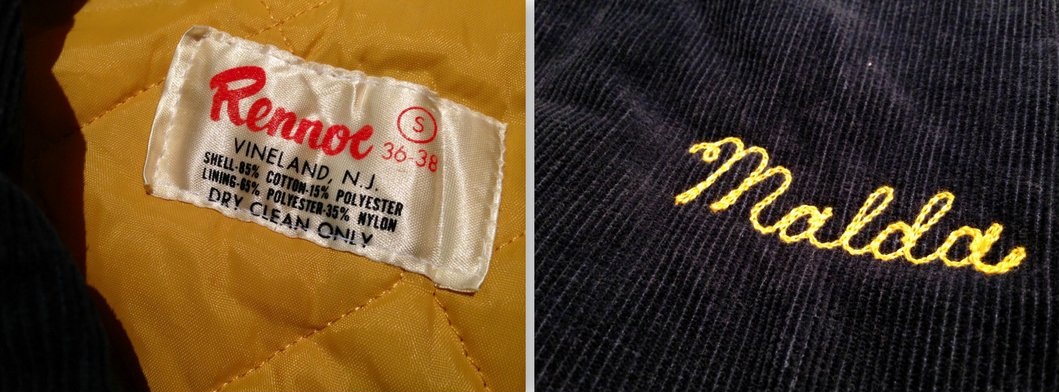 Rennoc
S
36-38
VINELAND, N.J.
SHELL-85% COTTON-15% POLYESTER
LINING-65% POLYESTER-35% NYLON
DRY CLEAN ONLY
Malda